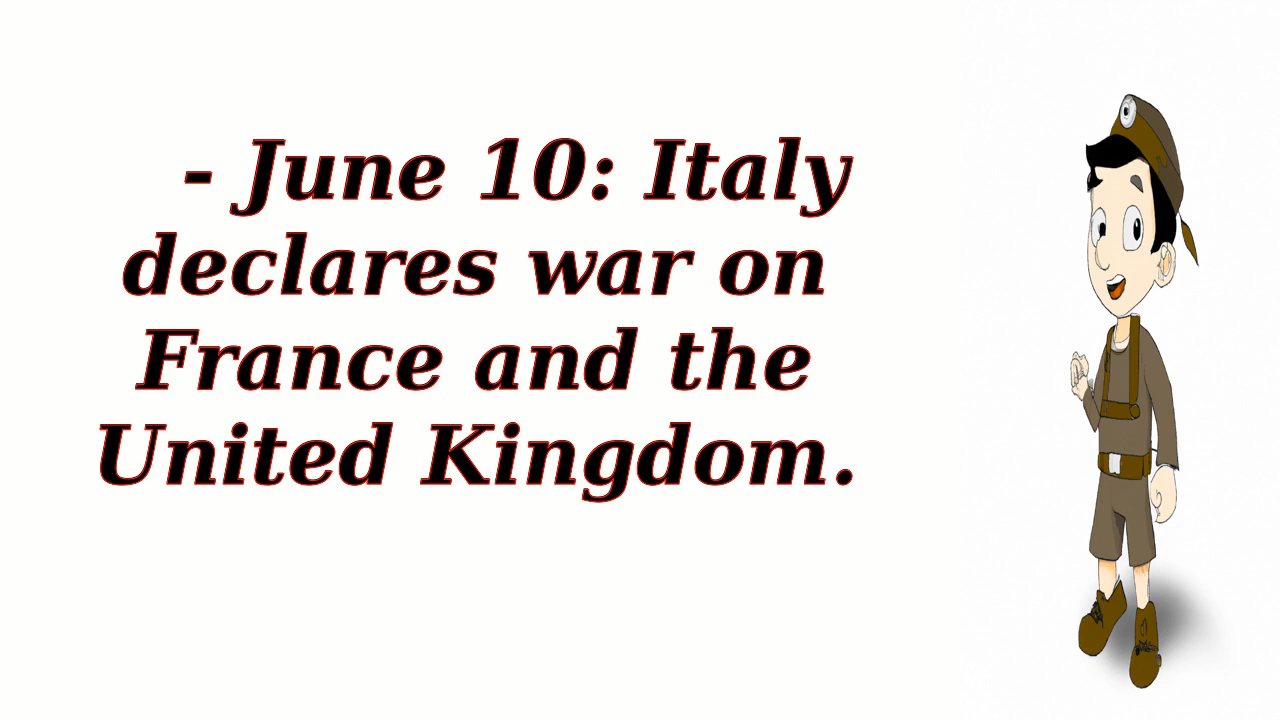 - June 10: Italy
declares war on
France and the
United Kingdom.